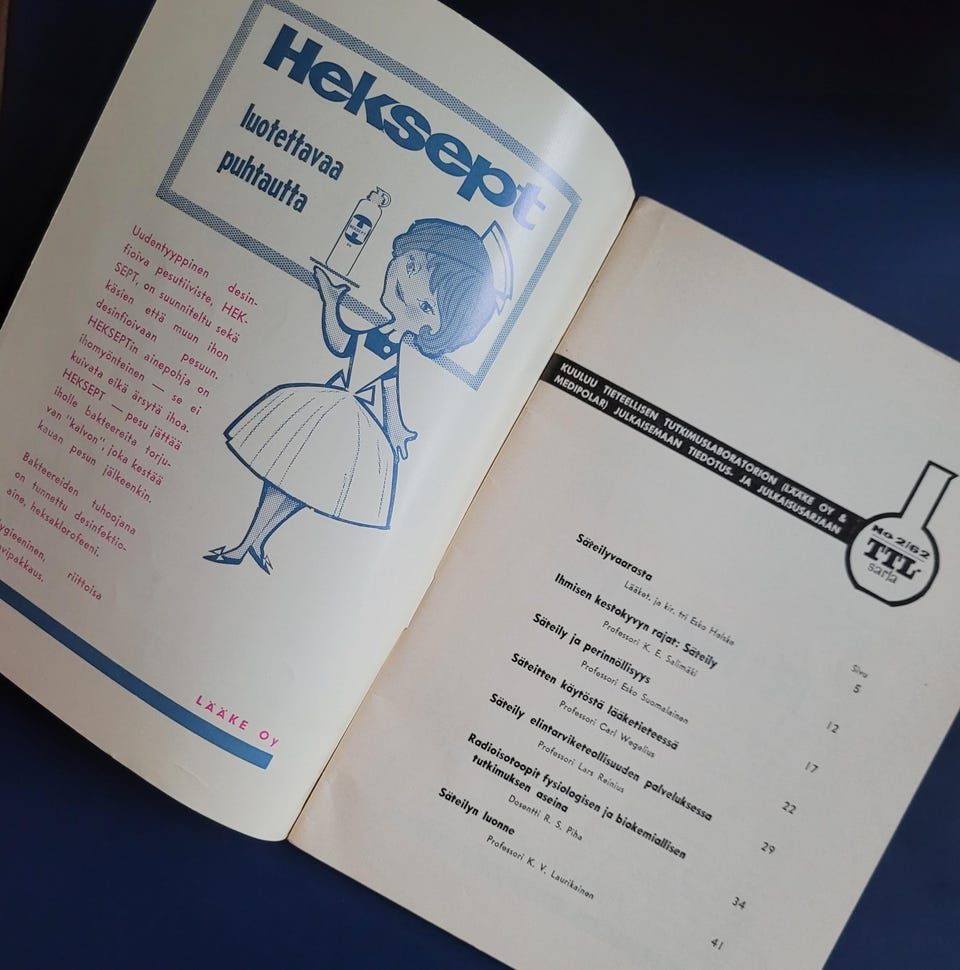 Heksept
luotettavaa
puhtautta
Uudentyyppinen desin-
fioiva pesutiiviste, HEK-
SEPT, on suunniteltu sekä
käsien että muun ihon
desinfioivaan pesuun.
HEKSEPTin ainepohja on
ihomyönteinen — se ei
kuivata eikä ärsytä ihoa.
HEKSEPT — pesu jättää
iholle bakteereita torju-
van "kalvon", joka kestää
kauan pesun jälkeenkin.
Bakteereiden tuhoojana
on tunnettu desinfektio-
aine, heksaklorofeeni.
riittoisa
LÄÄKE Oy
KUULUU TIETEELLISEN TUTKIMUSLABORATORION (LÄÄKE OY &
MEDIPOLAR) JULKAISEMAAN TIEDOTUS- JA JULKAISUSARJAAN
No 2/62
TTL
sarja
Sivu
Säteilyvaarasta 5
Lääket. ja kir. tri Esko Halske
Ihmisen kestokyvyn rajat: Säteily 12
Professori K. E. Salimäki
Säteily ja perinnöllisyys 17
Professori Esko Suomalainen
Säteitten käytöstä lääketieteessä 22
Professori Carl Wegelius
Säteily elintarviketeollisuuden palveluksessa 29
Professori Lars Reinius
Radioisotoopit fysiologisen ja biokemiallisen
tutkimuksen aseina 34
Dosentti R. S. Piha
Säteilyn luonne 41
Professori K. V. Laurikainen